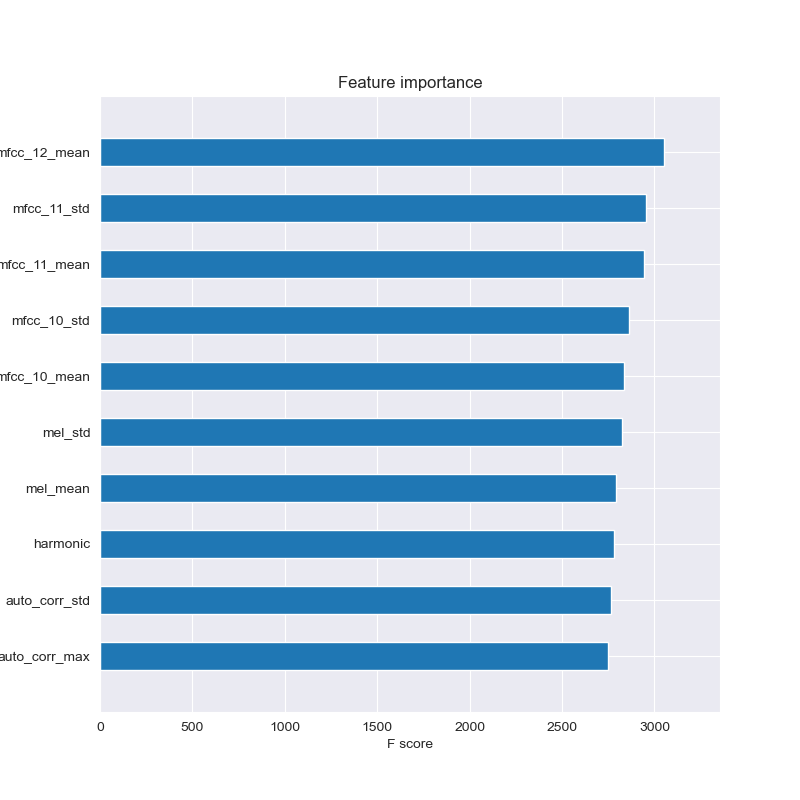 Feature importance
mfcc_12_mean
mfcc_11_std
mfcc_11_mean
mfcc_10_std
mfcc_10_mean
mel_std
mel_mean
harmonic
auto_corr_std
auto_corr_max
0 500 1000 1500 2000 2500 3000
F score